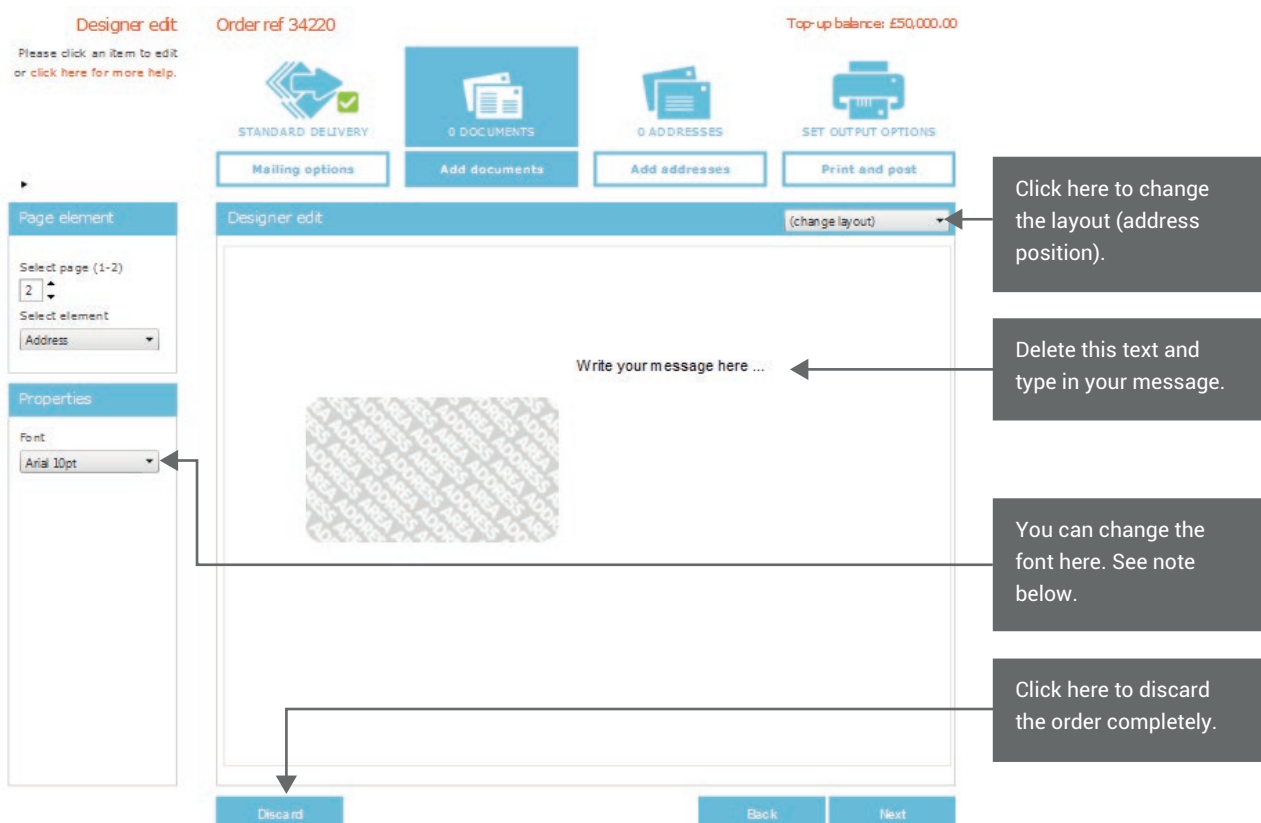 Designer edit
Please click an item to edit
or click here for more help.
Order ref 34220
Top-up balance: £50,000.00
STANDARD DELIVERY
0 DOCUMENTS
0 ADDRESSES
SET OUTPUT OPTIONS
Mailing options
Add documents
Add addresses
Print and post
Page element
Select page (1-2)
2
Select element
Address
Properties
Font
Arial 10pt
Designer edit
(change layout)
Write your message here ...
ADDRESS AREA
Discard
Back
Next
Click here to change
the layout (address
position).
Delete this text and
type in your message.
You can change the
font here. See note
below.
Click here to discard
the order completely.